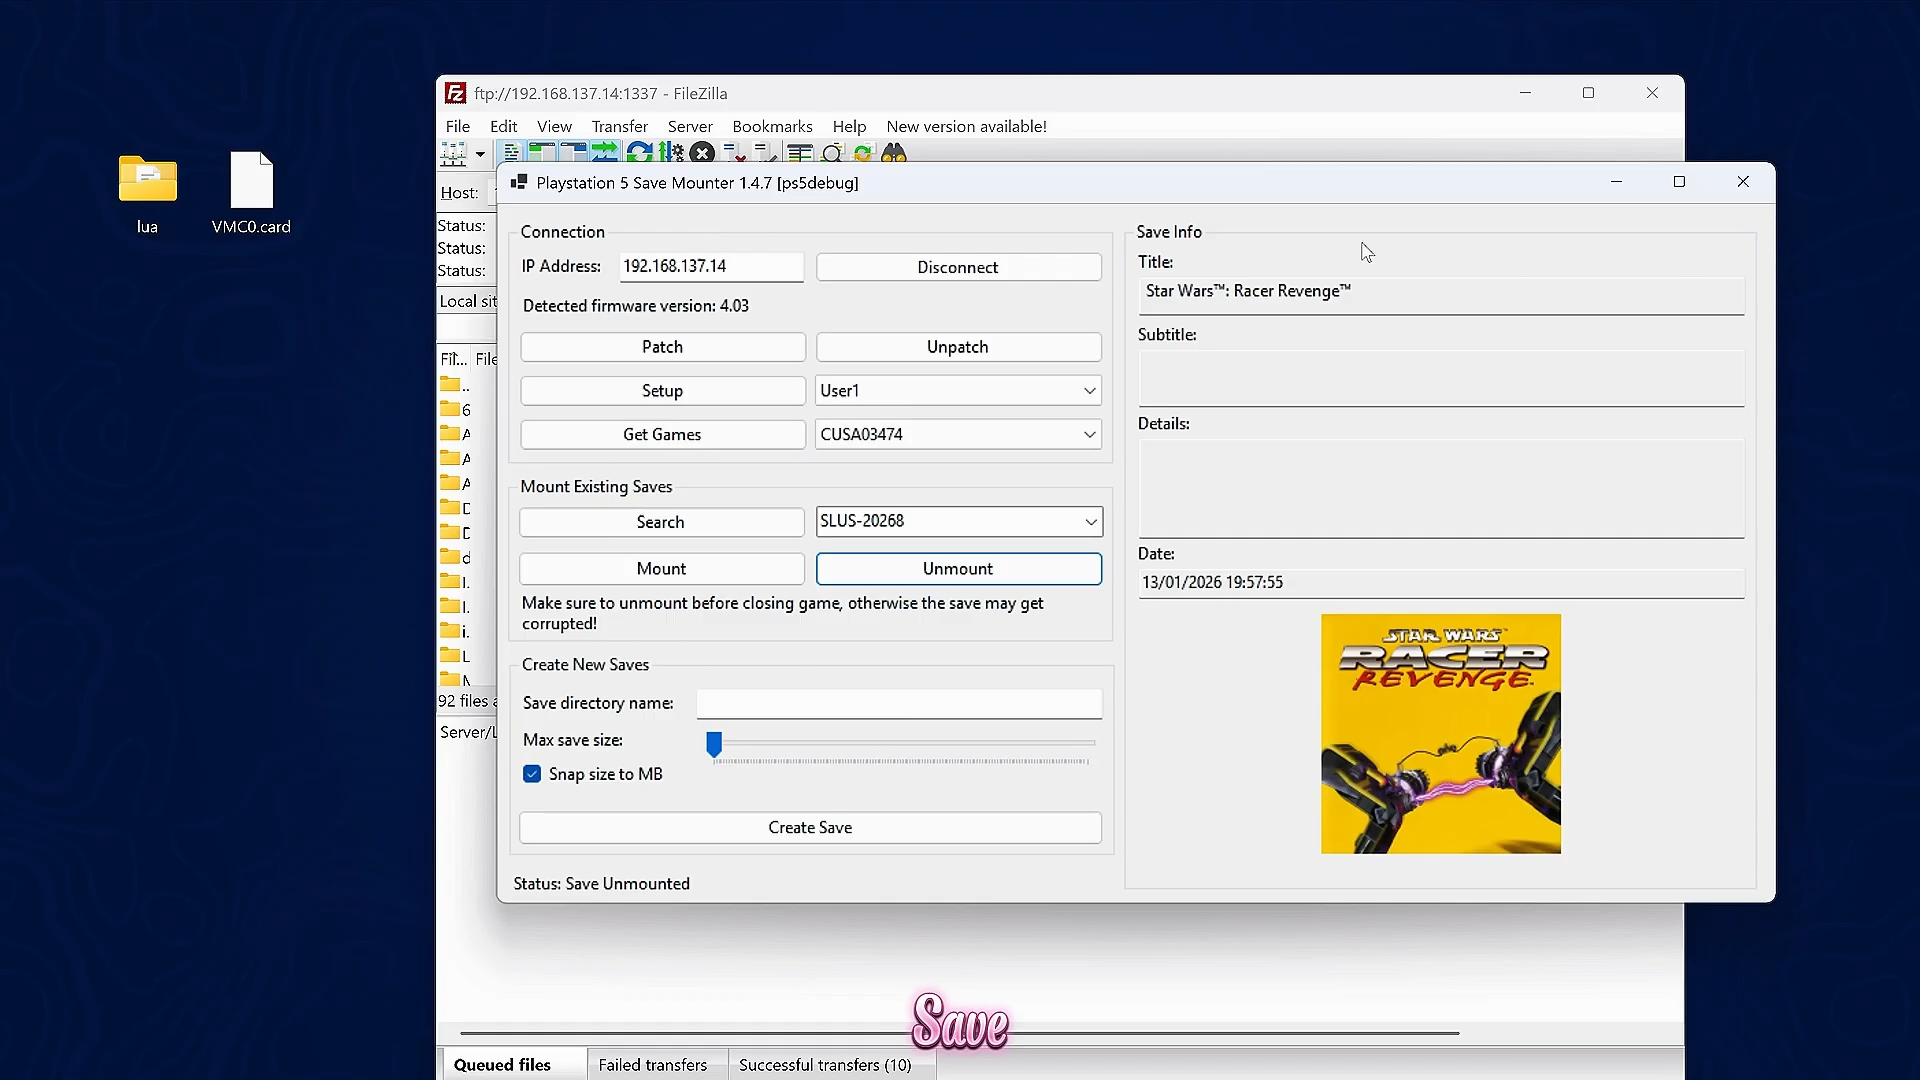 ftp://192.168.137.14:1337 - FileZilla
File Edit View Transfer Server Bookmarks Help New version available!
lua
VMC0.card
Host:
Status:
Status:
Status:
Local sit
Fil... File
..
6
A
A
A
D
D
d
I.
I.
i.
L
M
92 files a
Server/L
Playstation 5 Save Mounter 1.4.7 [ps5debug]
Connection
IP Address: 192.168.137.14 Disconnect
Detected firmware version: 4.03
Patch Unpatch
Setup User1
Get Games CUSA03474
Mount Existing Saves
Search SLUS-20268
Mount Unmount
Make sure to unmount before closing game, otherwise the save may get
corrupted!
Create New Saves
Save directory name:
Max save size:
Snap size to MB
Create Save
Status: Save Unmounted
Save Info
Title:
Star Wars™: Racer Revenge™
Subtitle:
Details:
Date:
13/01/2026 19:57:55
STAR WARS
RACER
REVENGE
Save
Queued files Failed transfers Successful transfers (10)